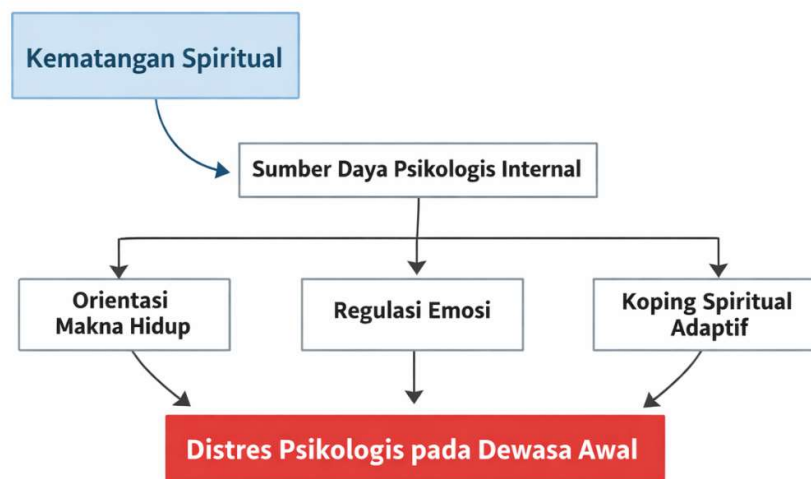 Kematangan Spiritual
Sumber Daya Psikologis Internal
Orientasi
Makna Hidup
Regulasi Emosi
Koping Spiritual
Adaptif
Distres Psikologis pada Dewasa Awal